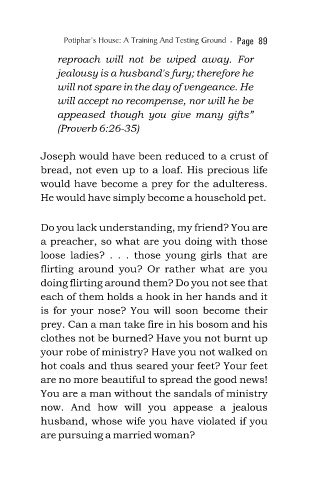 Potiphar's House: A Training And Testing Ground . Page 89
reproach will not be wiped away. For
jealousy is a husband's fury; therefore he
will not spare in the day of vengeance. He
will accept no recompense, nor will he be
appeased though you give many gifts"
(Proverb 6:26-35)
Joseph would have been reduced to a crust of
bread, not even up to a loaf. His precious life
would have become a prey for the adulteress.
He would have simply become a household pet.
Do you lack understanding, my friend? You are
a preacher, so what are you doing with those
loose ladies? . . . those young girls that are
flirting around you? Or rather what are you
doing flirting around them? Do you not see that
each of them holds a hook in her hands and it
is for your nose? You will soon become their
prey. Can a man take fire in his bosom and his
clothes not be burned? Have you not burnt up
your robe of ministry? Have you not walked on
hot coals and thus seared your feet? Your feet
are no more beautiful to spread the good news!
You are a man without the sandals of ministry
now. And how will you appease a jealous
husband, whose wife you have violated if you
are pursuing a married woman?